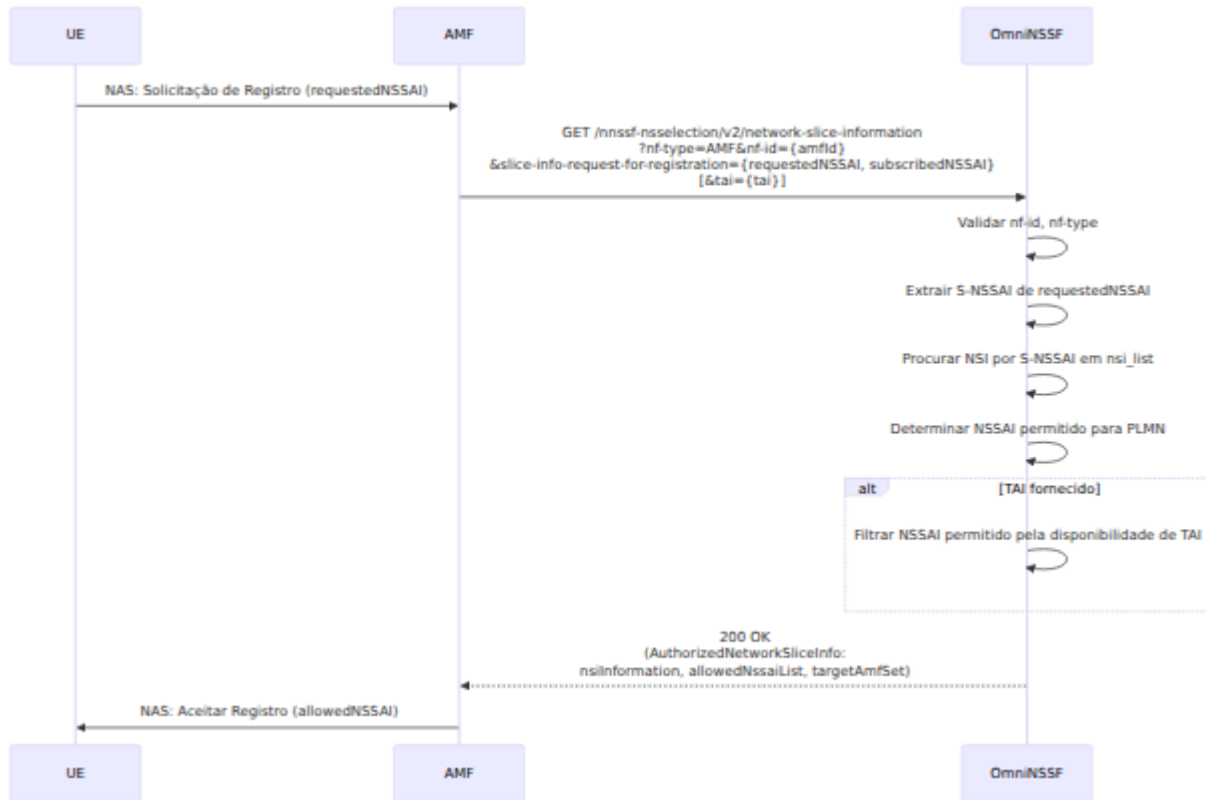 UE
AMF
OmniNSSF
NAS: Solicitação de Registro (requestedNSSAI)
GET /nnssf-nsselection/v2/network-slice-information
?nf-type=AMF&nf-id={amfId}
&slice-info-request-for-registration={requestedNSSAI, subscribedNSSAI}
[&tai={tai}]
Validar nf-id, nf-type
Extrair S-NSSAI de requestedNSSAI
Procurar NSI por S-NSSAI em nsi_list
Determinar NSSAI permitido para PLMN
alt
[TAI fornecido]
Filtrar NSSAI permitido pela disponibilidade de TAI
200 OK
(AuthorizedNetworkSliceInfo:
nsiInformation, allowedNssaiList, targetAmfSet)
NAS: Aceitar Registro (allowedNSSAI)
UE
AMF
OmniNSSF